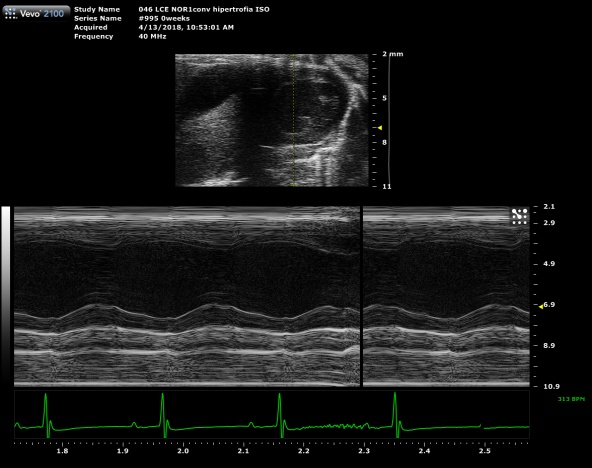 Vevo 2100
Study Name 046 LCE NOR1conv hipertrofia ISO
Series Name #995 0weeks
Acquired 4/13/2018, 10:53:01 AM
Frequency 40 MHz
2 mm
5
8
11
2.1
2.9
4.9
6.9
8.9
10.9
313 BPM
1.8 1.9 2.0 2.1 2.2 2.3 2.4 2.5